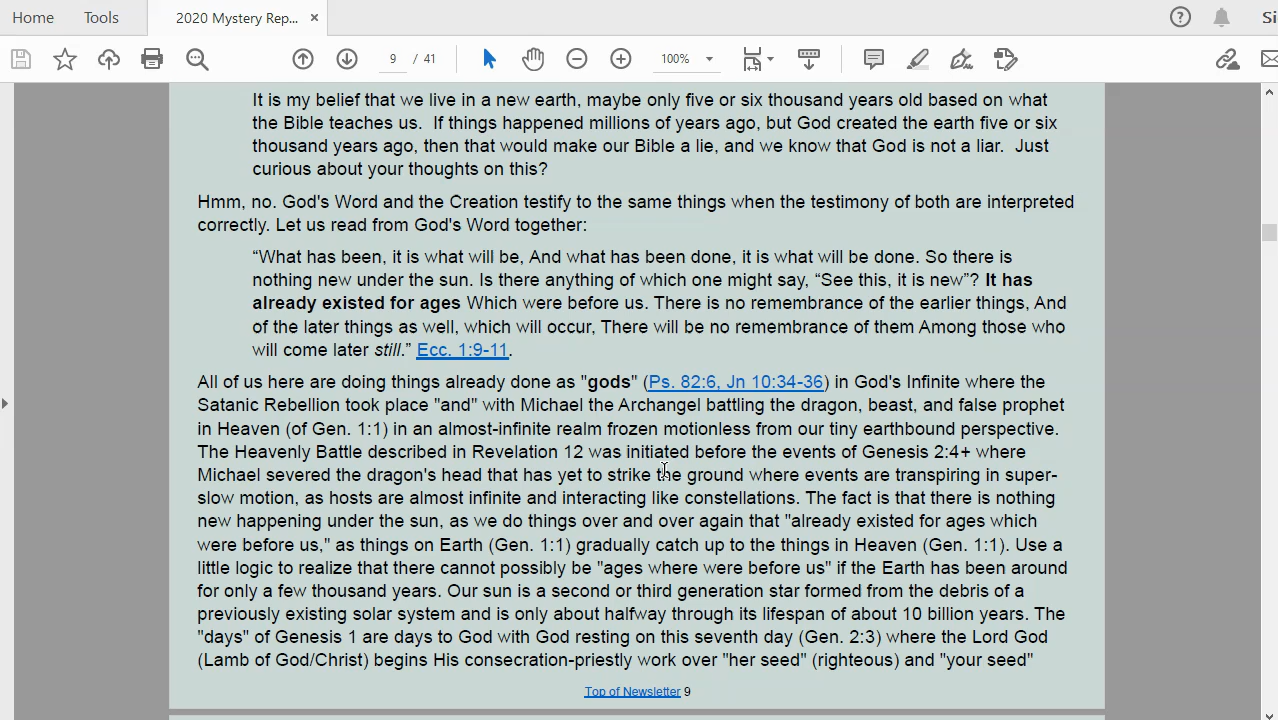 Home Tools 2020 Mystery Rep... × ? Si
9 / 41 100%
It is my belief that we live in a new earth, maybe only five or six thousand years old based on what
the Bible teaches us.  If things happened millions of years ago, but God created the earth five or six
thousand years ago, then that would make our Bible a lie, and we know that God is not a liar.  Just
curious about your thoughts on this?
Hmm, no. God's Word and the Creation testify to the same things when the testimony of both are interpreted
correctly. Let us read from God's Word together:
“What has been, it is what will be, And what has been done, it is what will be done. So there is
nothing new under the sun. Is there anything of which one might say, “See this, it is new”? It has
already existed for ages Which were before us. There is no remembrance of the earlier things, And
of the later things as well, which will occur, There will be no remembrance of them Among those who
will come later still.” Ecc. 1:9-11.
All of us here are doing things already done as "gods" (Ps. 82:6, Jn 10:34-36) in God's Infinite where the
Satanic Rebellion took place "and" with Michael the Archangel battling the dragon, beast, and false prophet
in Heaven (of Gen. 1:1) in an almost-infinite realm frozen motionless from our tiny earthbound perspective.
The Heavenly Battle described in Revelation 12 was initiated before the events of Genesis 2:4+ where
Michael severed the dragon's head that has yet to strike the ground where events are transpiring in super-
slow motion, as hosts are almost infinite and interacting like constellations. The fact is that there is nothing
new happening under the sun, as we do things over and over again that "already existed for ages which
were before us," as things on Earth (Gen. 1:1) gradually catch up to the things in Heaven (Gen. 1:1). Use a
little logic to realize that there cannot possibly be "ages where were before us" if the Earth has been around
for only a few thousand years. Our sun is a second or third generation star formed from the debris of a
previously existing solar system and is only about halfway through its lifespan of about 10 billion years. The
"days" of Genesis 1 are days to God with God resting on this seventh day (Gen. 2:3) where the Lord God
(Lamb of God/Christ) begins His consecration-priestly work over "her seed" (righteous) and "your seed"
Top of Newsletter 9